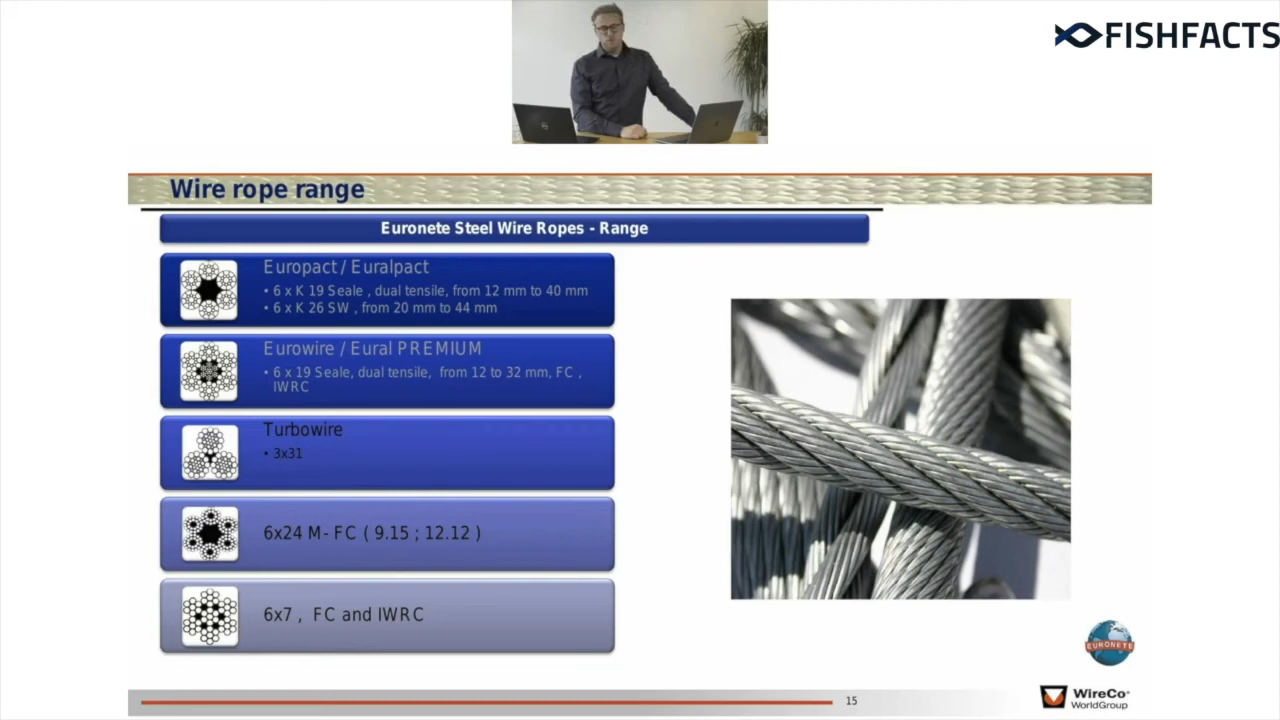 FISHFACTS
Wire rope range
Euronete Steel Wire Ropes - Range
Europact / Euralpact
• 6 x K 19 Seale , dual tensile, from 12 mm to 40 mm
• 6 x K 26 SW , from 20 mm to 44 mm
Eurowire / Eural PREMIUM
• 6 x 19 Seale, dual tensile, from 12 to 32 mm, FC ,
IWRC
Turbowire
• 3x31
6x24 M- FC ( 9.15 ; 12.12 )
6x7 , FC and IWRC
EURONETE
15
WireCo
WorldGroup